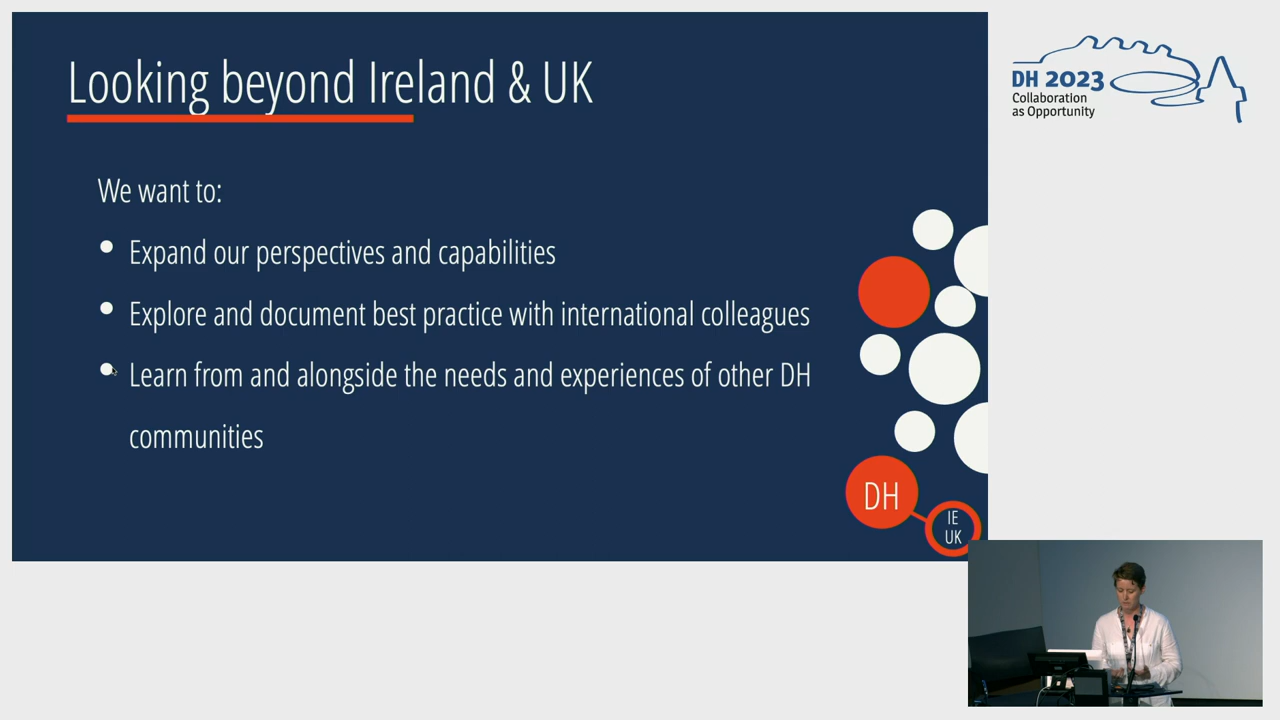 Looking beyond Ireland & UK
We want to:
Expand our perspectives and capabilities
Explore and document best practice with international colleagues
Learn from and alongside the needs and experiences of other DH
communities
DH
IE
UK
DH 2023
Collaboration
as Opportunity